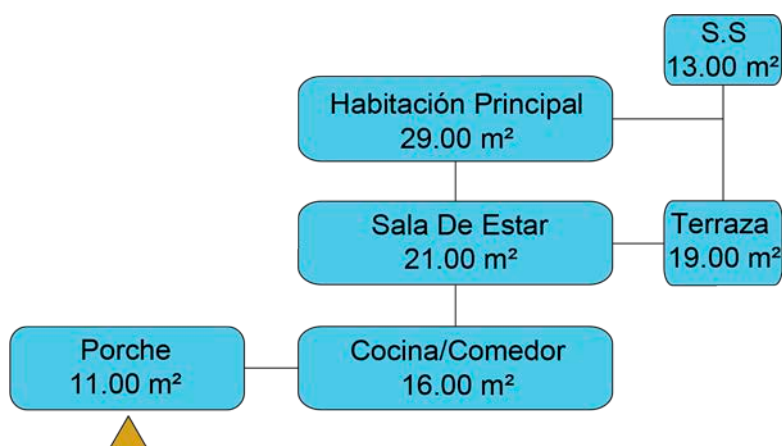 S.S
13.00 m²
Habitación Principal
29.00 m²
Sala De Estar
21.00 m²
Terraza
19.00 m²
Porche
11.00 m²
Cocina/Comedor
16.00 m²